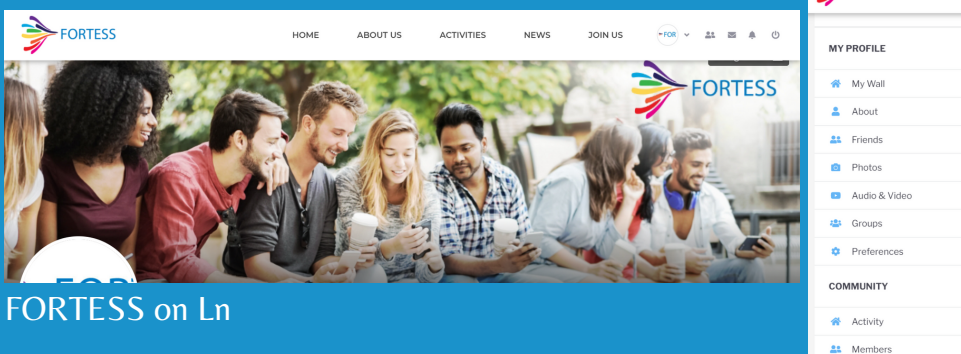 FORTESS
HOME ABOUT US ACTIVITIES NEWS JOIN US FOR
FORTESS
FORTESS on Ln
MY PROFILE
My Wall
About
Friends
Photos
Audio & Video
Groups
Preferences
COMMUNITY
Activity
Members